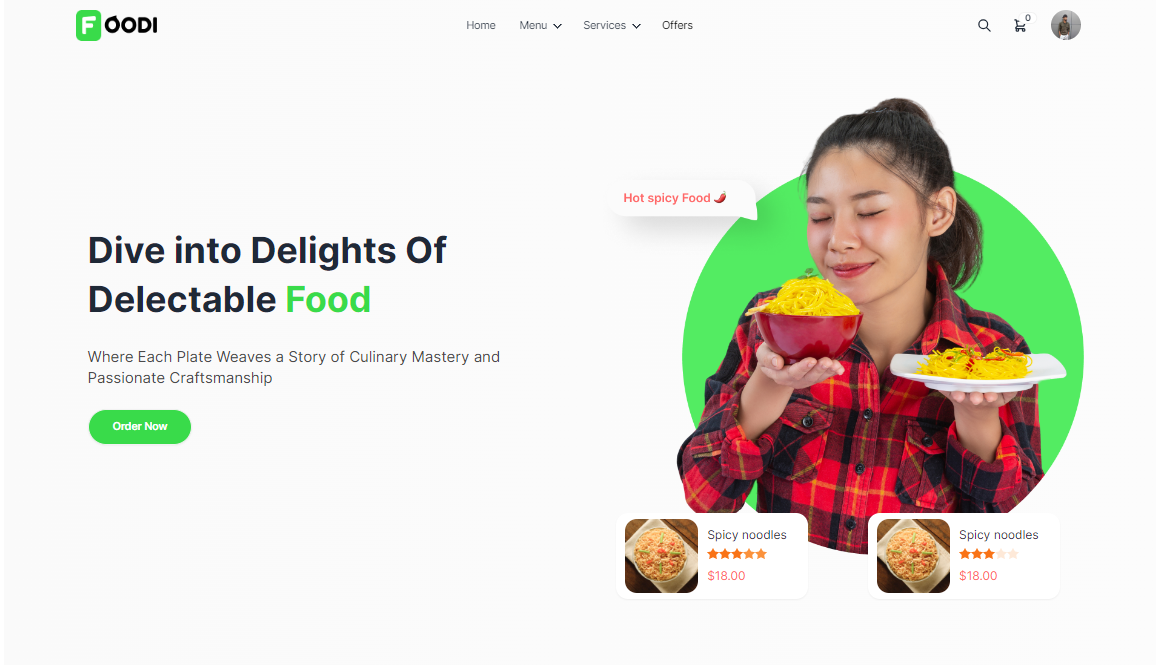 FOODI
Home
Menu
Services
Offers
0
Hot spicy Food 🌶️
Dive into Delights Of
Delectable Food
Where Each Plate Weaves a Story of Culinary Mastery and
Passionate Craftsmanship
Order Now
Spicy noodles
$18.00
Spicy noodles
$18.00